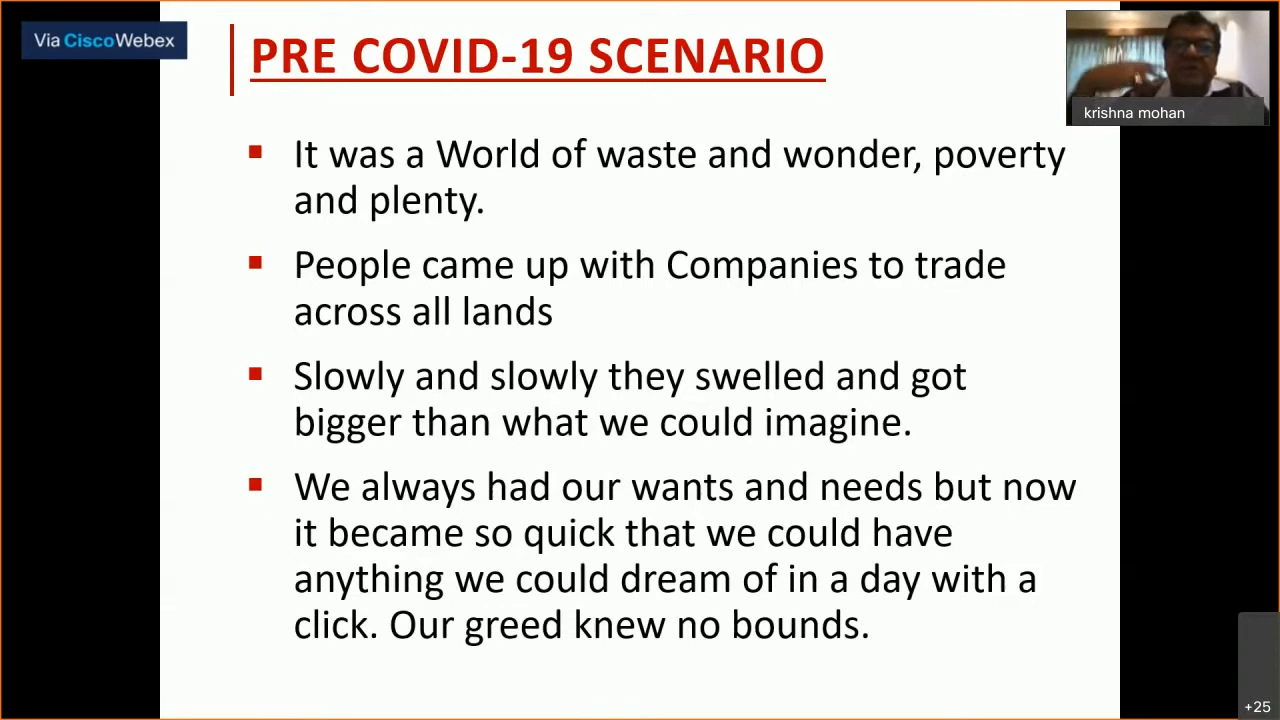 Via CiscoWebex
PRE COVID-19 SCENARIO
krishna mohan
▪ It was a World of waste and wonder, poverty
and plenty.
▪ People came up with Companies to trade
across all lands
▪ Slowly and slowly they swelled and got
bigger than what we could imagine.
▪ We always had our wants and needs but now
it became so quick that we could have
anything we could dream of in a day with a
click. Our greed knew no bounds.
+25